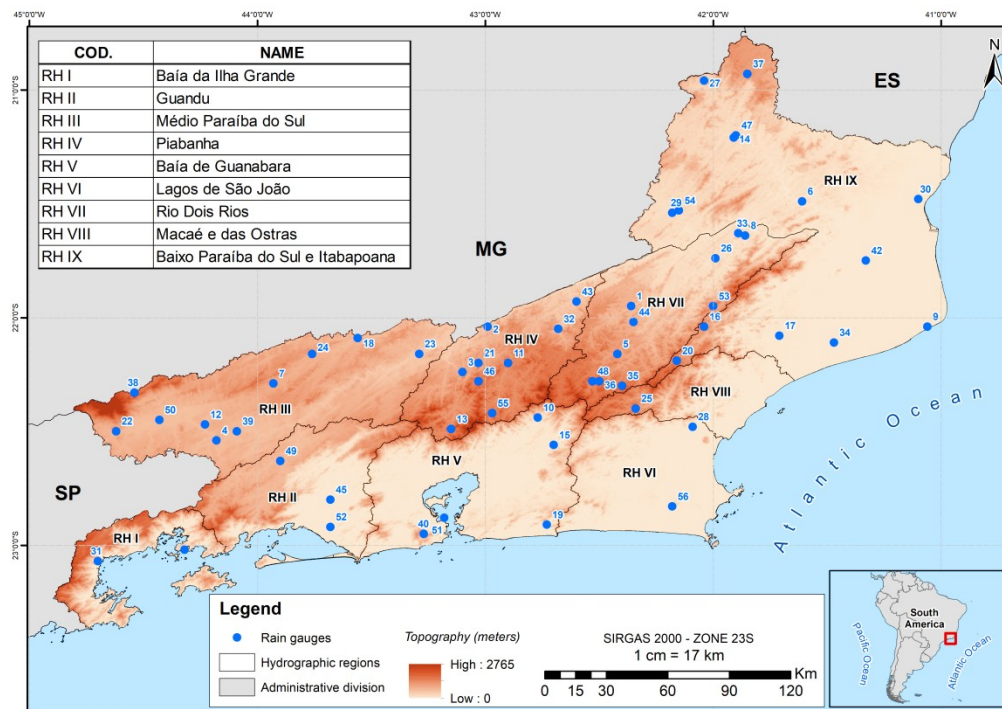 45°0'0"W 44°0'0"W 43°0'0"W 42°0'0"W 41°0'0"W
COD. NAME
RH I Baía da Ilha Grande
RH II Guandu
RH III Médio Paraíba do Sul
RH IV Piabanha
RH V Baía de Guanabara
RH VI Lagos de São João
RH VII Rio Dois Rios
RH VIII Macaé e das Ostras
RH IX Baixo Paraíba do Sul e Itabapoana
N
37
ES
27
21°0'0"S
21°0'0"S
47
14
RH IX
6
30
29 54
33 8
MG
26
42
43
1
RH VII
53
44
22°0'0"S
22°0'0"S
2
32
16
9
18
RH IV
17
34
24
23
21
11
5
20
3
46
48
36
35
RH VIII
38
7
RH III
55
25
50
12
10
28
22
4
39
13
15
49
RH V
RH VI
SP
RH II
45
56
52
40
51
19
RH I
31
23°0'0"S
23°0'0"S
Atlantic Ocean
Legend
Rain gauges
Hydrographic regions
Administrative division
Topography (meters)
High : 2765
Low : 0
SIRGAS 2000 - ZONE 23S
1 cm = 17 km
Km
0 15 30 60 90 120
South
America
Pacific Ocean
Atlantic Ocean